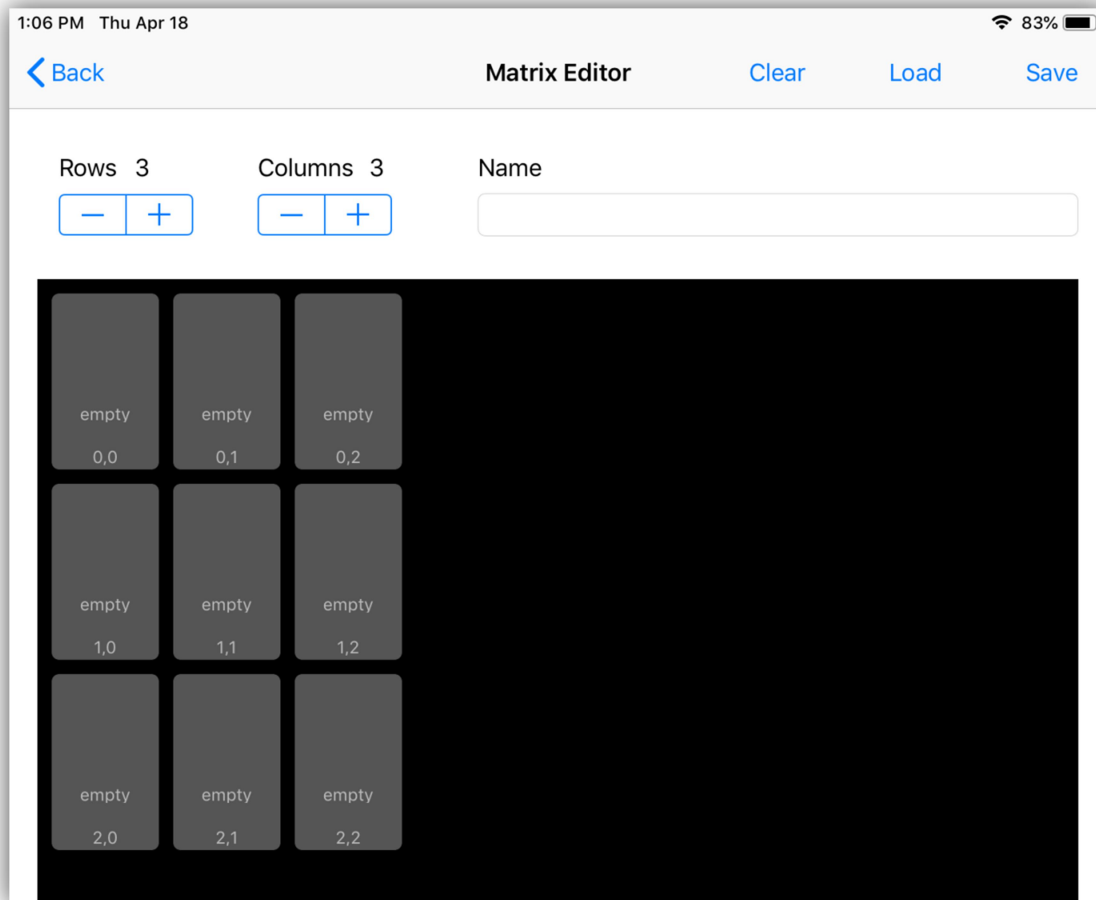 1:06 PM Thu Apr 18 83%
Back Matrix Editor Clear Load Save
Rows 3 Columns 3 Name
empty empty empty
0,0 0,1 0,2
empty empty empty
1,0 1,1 1,2
empty empty empty
2,0 2,1 2,2